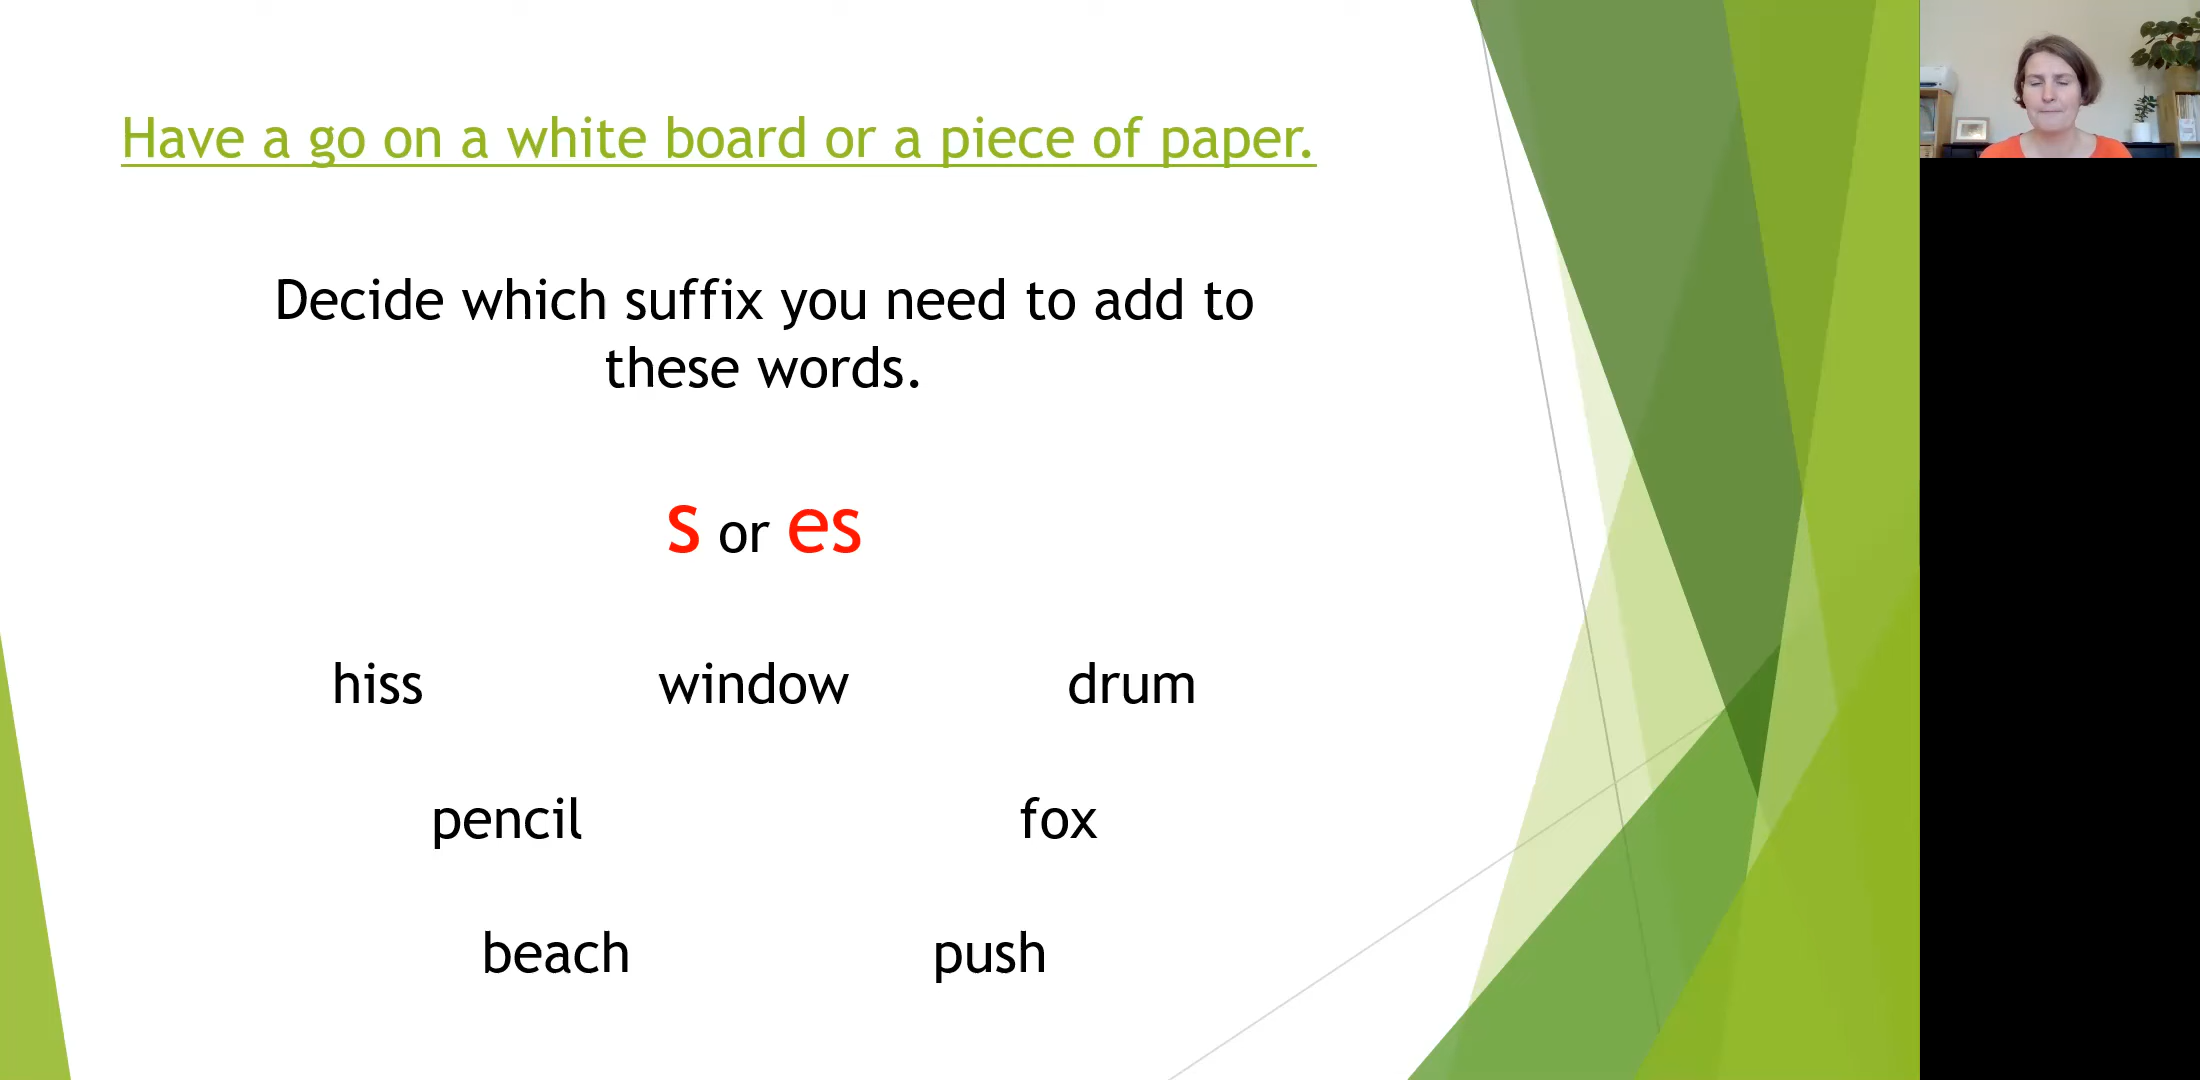 Have a go on a white board or a piece of paper.
Decide which suffix you need to add to
these words.
s or es
hiss window drum
pencil fox
beach push